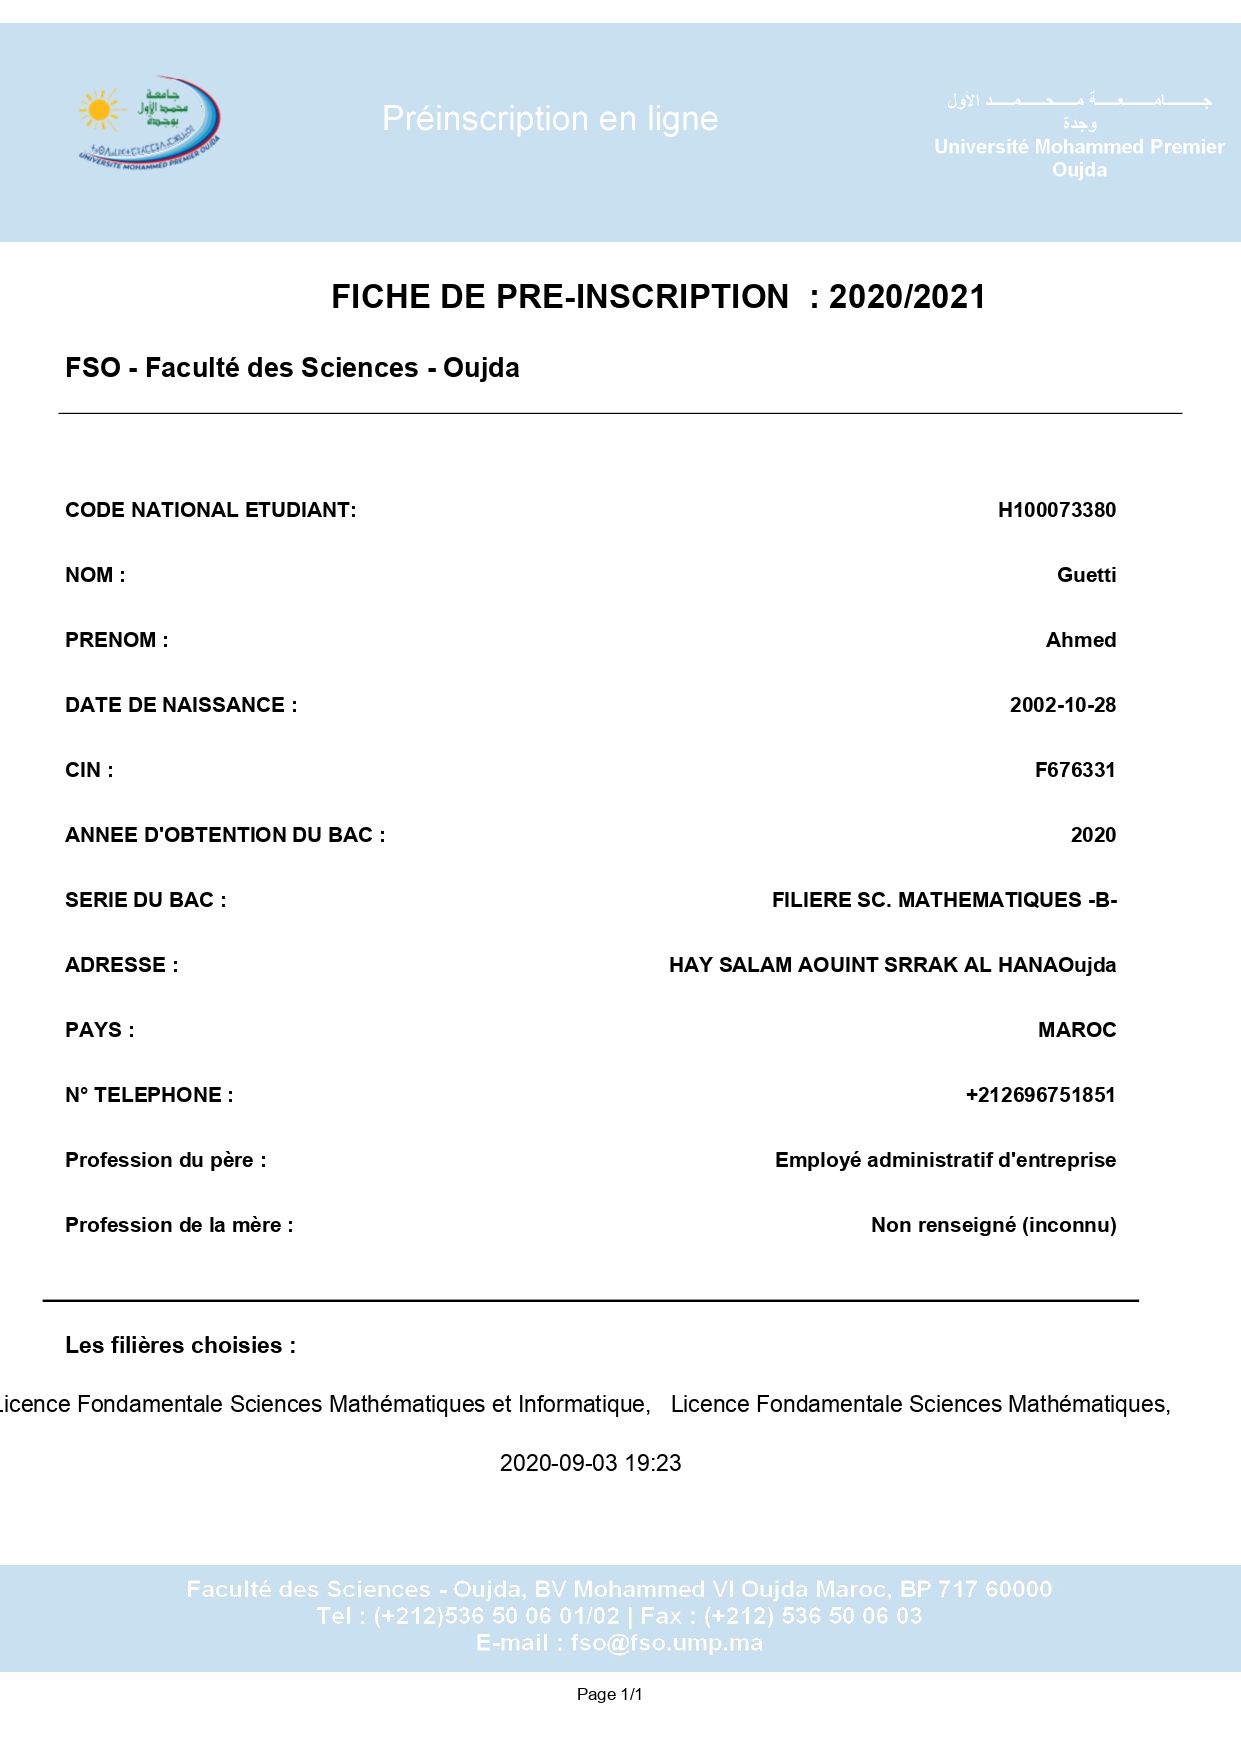 جامعة
محمد الأول
بوجدة
UNIVERSITÉ MOHAMMED PREMIER OUJDA
Préinscription en ligne
جـــــامـــــعــــة مــــحــــمــــد الأول
وجدة
Université Mohammed Premier
Oujda
FICHE DE PRE-INSCRIPTION : 2020/2021
FSO - Faculté des Sciences - Oujda
CODE NATIONAL ETUDIANT: H100073380
NOM : Guetti
PRENOM : Ahmed
DATE DE NAISSANCE : 2002-10-28
CIN : F676331
ANNEE D'OBTENTION DU BAC : 2020
SERIE DU BAC : FILIERE SC. MATHEMATIQUES -B-
ADRESSE : HAY SALAM AOUINT SRRAK AL HANAOujda
PAYS : MAROC
N° TELEPHONE : +212696751851
Profession du père : Employé administratif d'entreprise
Profession de la mère : Non renseigné (inconnu)
Les filières choisies :
Licence Fondamentale Sciences Mathématiques et Informatique, Licence Fondamentale Sciences Mathématiques,
2020-09-03 19:23
Faculté des Sciences - Oujda, BV Mohammed VI Oujda Maroc, BP 717 60000
Tel : (+212)536 50 06 01/02 | Fax : (+212) 536 50 06 03
E-mail : fso@fso.ump.ma
Page 1/1